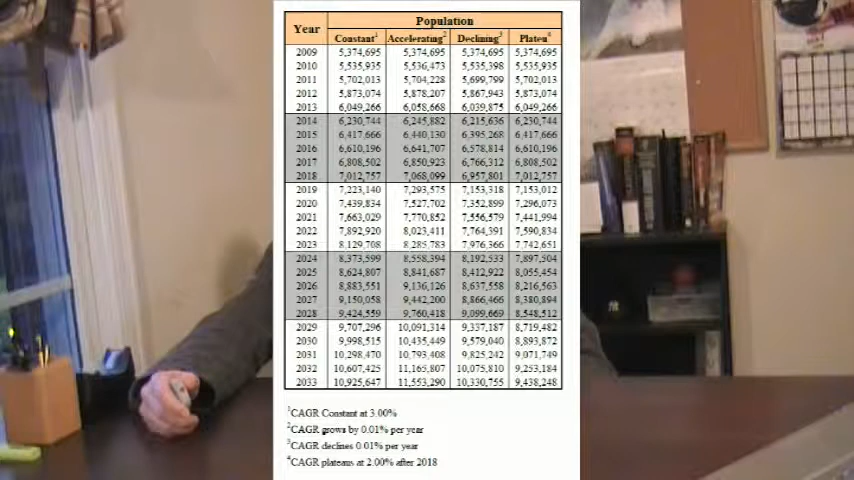 Year Population
Constant¹ Accelerating² Declining³ Plateu⁴
2009 5,374,695 5,374,695 5,374,695 5,374,695
2010 5,535,935 5,536,473 5,535,398 5,535,935
2011 5,702,013 5,704,228 5,699,799 5,702,013
2012 5,873,074 5,878,207 5,867,943 5,873,074
2013 6,049,266 6,058,668 6,039,875 6,049,266
2014 6,230,744 6,245,882 6,215,636 6,230,744
2015 6,417,666 6,440,130 6,395,268 6,417,666
2016 6,610,196 6,641,707 6,578,814 6,610,196
2017 6,808,502 6,850,923 6,766,312 6,808,502
2018 7,012,757 7,068,099 6,957,801 7,012,757
2019 7,223,140 7,293,575 7,153,318 7,153,012
2020 7,439,834 7,527,702 7,352,899 7,296,073
2021 7,663,029 7,770,852 7,556,579 7,441,994
2022 7,892,920 8,023,411 7,764,391 7,590,834
2023 8,129,708 8,285,783 7,976,366 7,742,651
2024 8,373,599 8,558,394 8,192,533 7,897,504
2025 8,624,807 8,841,687 8,412,922 8,055,454
2026 8,883,551 9,136,126 8,637,558 8,216,563
2027 9,150,058 9,442,200 8,866,466 8,380,894
2028 9,424,559 9,760,418 9,099,669 8,548,512
2029 9,707,296 10,091,314 9,337,187 8,719,482
2030 9,998,515 10,435,449 9,579,040 8,893,872
2031 10,298,470 10,793,408 9,825,242 9,071,749
2032 10,607,425 11,165,807 10,075,810 9,253,184
2033 10,925,647 11,553,290 10,330,755 9,438,248
¹CAGR Constant at 3.00%
²CAGR grows by 0.01% per year
³CAGR declines 0.01% per year
⁴CAGR plateaus at 2.00% after 2018